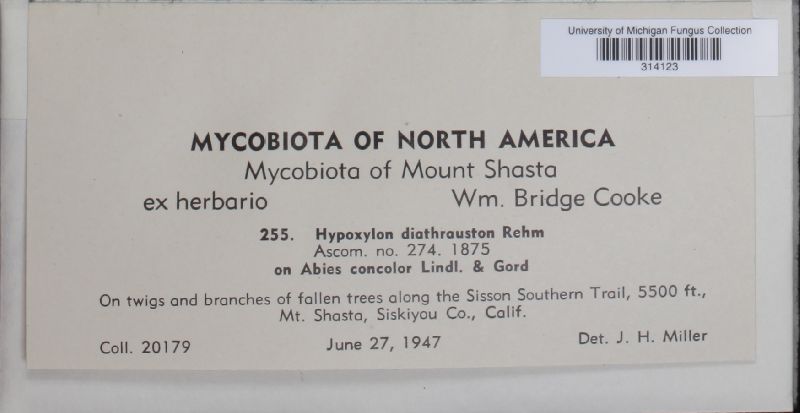 University of Michigan Fungus Collection
314123
MYCOBIOTA OF NORTH AMERICA
Mycobiota of Mount Shasta
ex herbario Wm. Bridge Cooke
255. Hypoxylon diathrauston Rehm
Ascom. no. 274. 1875
on Abies concolor Lindl. & Gord
On twigs and branches of fallen trees along the Sisson Southern Trail, 5500 ft.,
Mt. Shasta, Siskiyou Co., Calif.
Coll. 20179 June 27, 1947 Det. J. H. Miller